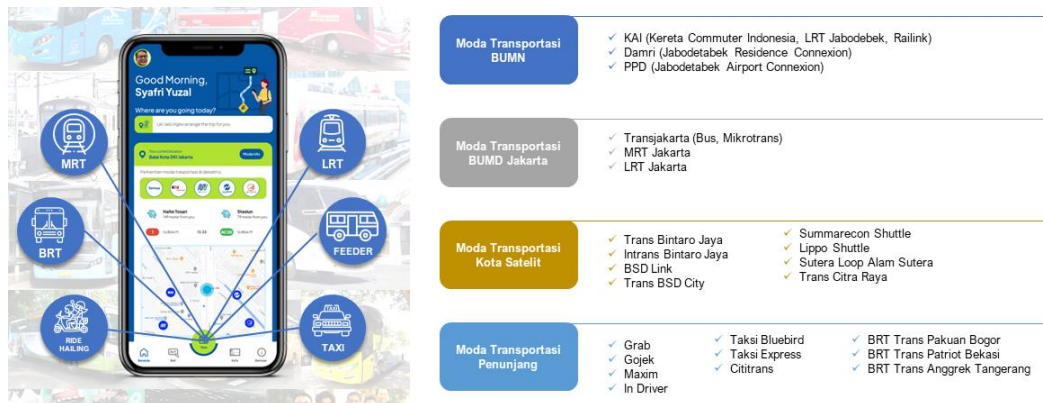 Good Morning,
Syafri Yuzal
Where are you going today?
MRT
BRT
RIDE
HAILING
LRT
FEEDER
TAXI
Moda Transportasi
BUMN
✓ KAI (Kereta Commuter Indonesia, LRT Jabodebek, Railink)
✓ Damri (Jabodetabek Residence Connexion)
✓ PPD (Jabodetabek Airport Connexion)
Moda Transportasi
BUMD Jakarta
✓ Transjakarta (Bus, Mikrotrans)
✓ MRT Jakarta
✓ LRT Jakarta
Moda Transportasi
Kota Satelit
✓ Trans Bintaro Jaya
✓ Intrans Bintaro Jaya
✓ BSD Link
✓ Trans BSD City
✓ Summarecon Shuttle
✓ Lippo Shuttle
✓ Sutera Loop Alam Sutera
✓ Trans Citra Raya
Moda Transportasi
Penunjang
✓ Grab
✓ Gojek
✓ Maxim
✓ In Driver
✓ Taksi Bluebird
✓ Taksi Express
✓ Cititrans
✓ BRT Trans Pakuan Bogor
✓ BRT Trans Patriot Bekasi
✓ BRT Trans Anggrek Tangerang